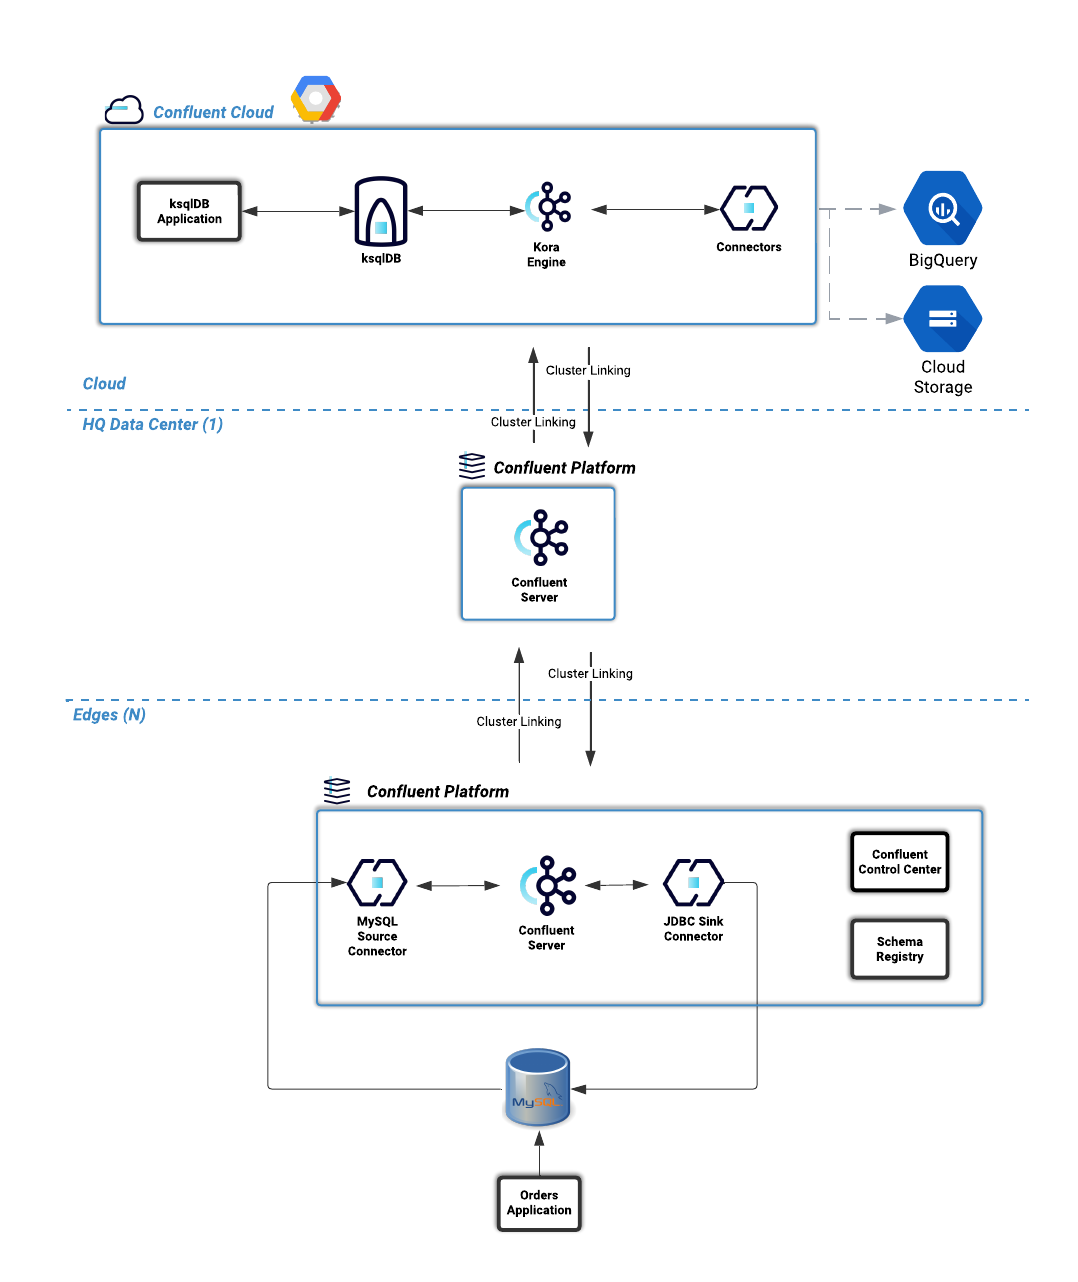 Confluent Cloud
ksqlDB
Application
ksqlDB
Kora
Engine
Connectors
BigQuery
Cloud
Storage
Cluster Linking
Cloud
HQ Data Center (1)
Cluster Linking
Confluent Platform
Confluent
Server
Cluster Linking
Edges (N)
Cluster Linking
Confluent Platform
MySQL
Source
Connector
Confluent
Server
JDBC Sink
Connector
Confluent
Control Center
Schema
Registry
MySQL
Orders
Application